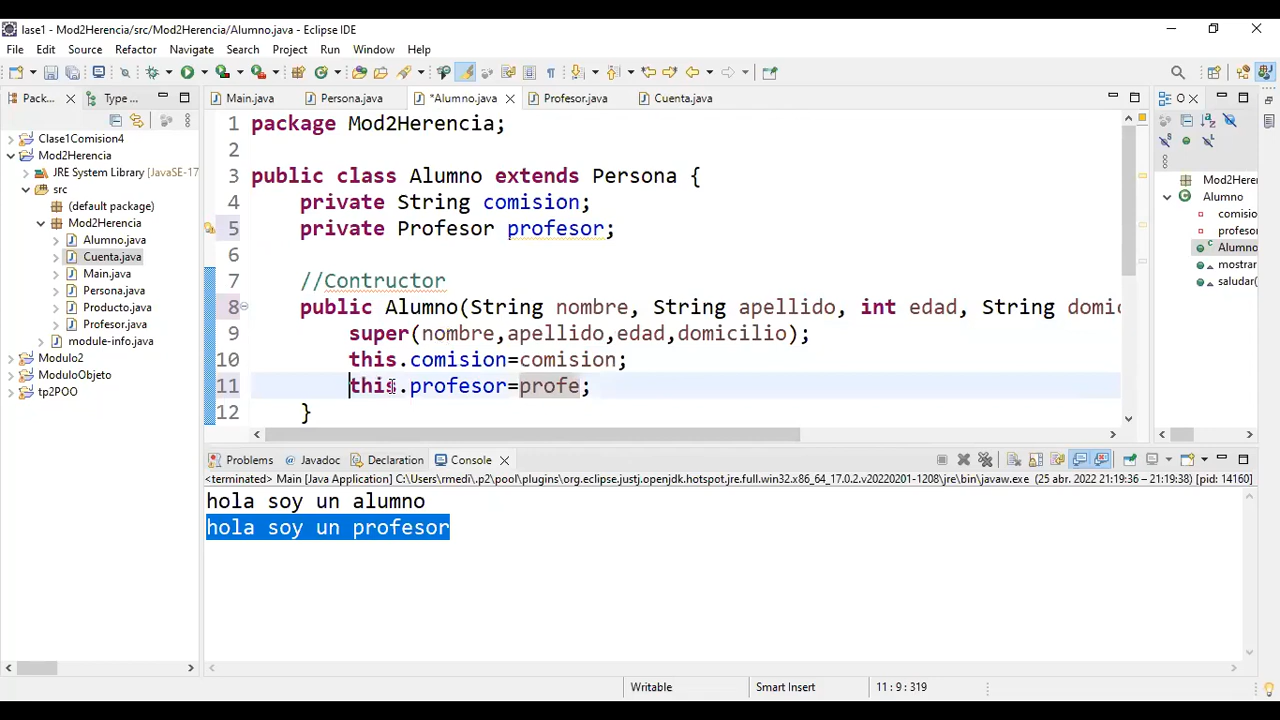 lase1 - Mod2Herencia/src/Mod2Herencia/Alumno.java - Eclipse IDE
File Edit Source Refactor Navigate Search Project Run Window Help
Pack... Type ... Main.java Persona.java *Alumno.java Profesor.java Cuenta.java O
Clase1Comision4
Mod2Herencia
JRE System Library [JavaSE-17
src
(default package)
Mod2Herencia
Alumno.java
Cuenta.java
Main.java
Persona.java
Producto.java
Profesor.java
module-info.java
Modulo2
ModuloObjeto
tp2POO
1 package Mod2Herencia;
2
3 public class Alumno extends Persona {
4 private String comision;
5 private Profesor profesor;
6
7 //Contructor
8 public Alumno(String nombre, String apellido, int edad, String domic
9 super(nombre,apellido,edad,domicilio);
10 this.comision=comision;
11 this.profesor=profe;
12 }
Mod2Here
Alumno
comisio
profeso
Alumno
mostrar
saludar(
Problems Javadoc Declaration Console
<terminated> Main [Java Application] C:\Users\rmedi\.p2\pool\plugins\org.eclipse.justj.openjdk.hotspot.jre.full.win32.x86_64_17.0.2.v20220201-1208\jre\bin\javaw.exe (25 abr. 2022 21:19:36 – 21:19:38) [pid: 14160]
hola soy un alumno
hola soy un profesor
Writable Smart Insert 11 : 9 : 319